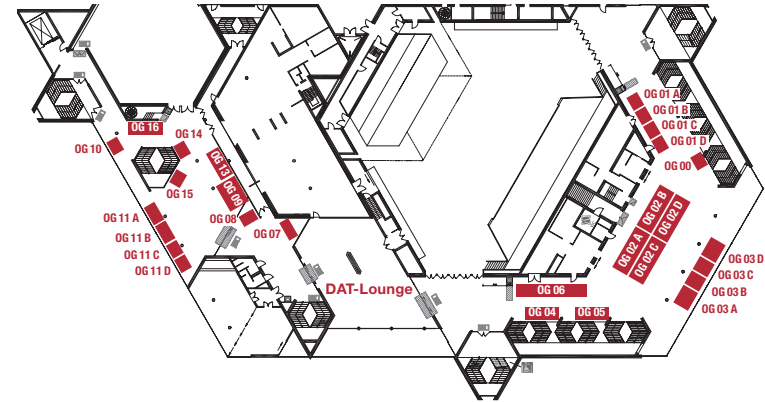 OG 01 A
OG 01 B
OG 01 C
OG 01 D
OG 00
OG 16
OG 14
OG 10
OG 13
OG 15
OG 09
OG 02 B
OG 02 D
OG 11 A
OG 08
OG 07
OG 11 B
OG 02 A
OG 02 C
OG 11 C
OG 11 D
OG 03 D
OG 03 C
OG 03 B
OG 03 A
DAT-Lounge
OG 06
OG 04
OG 05